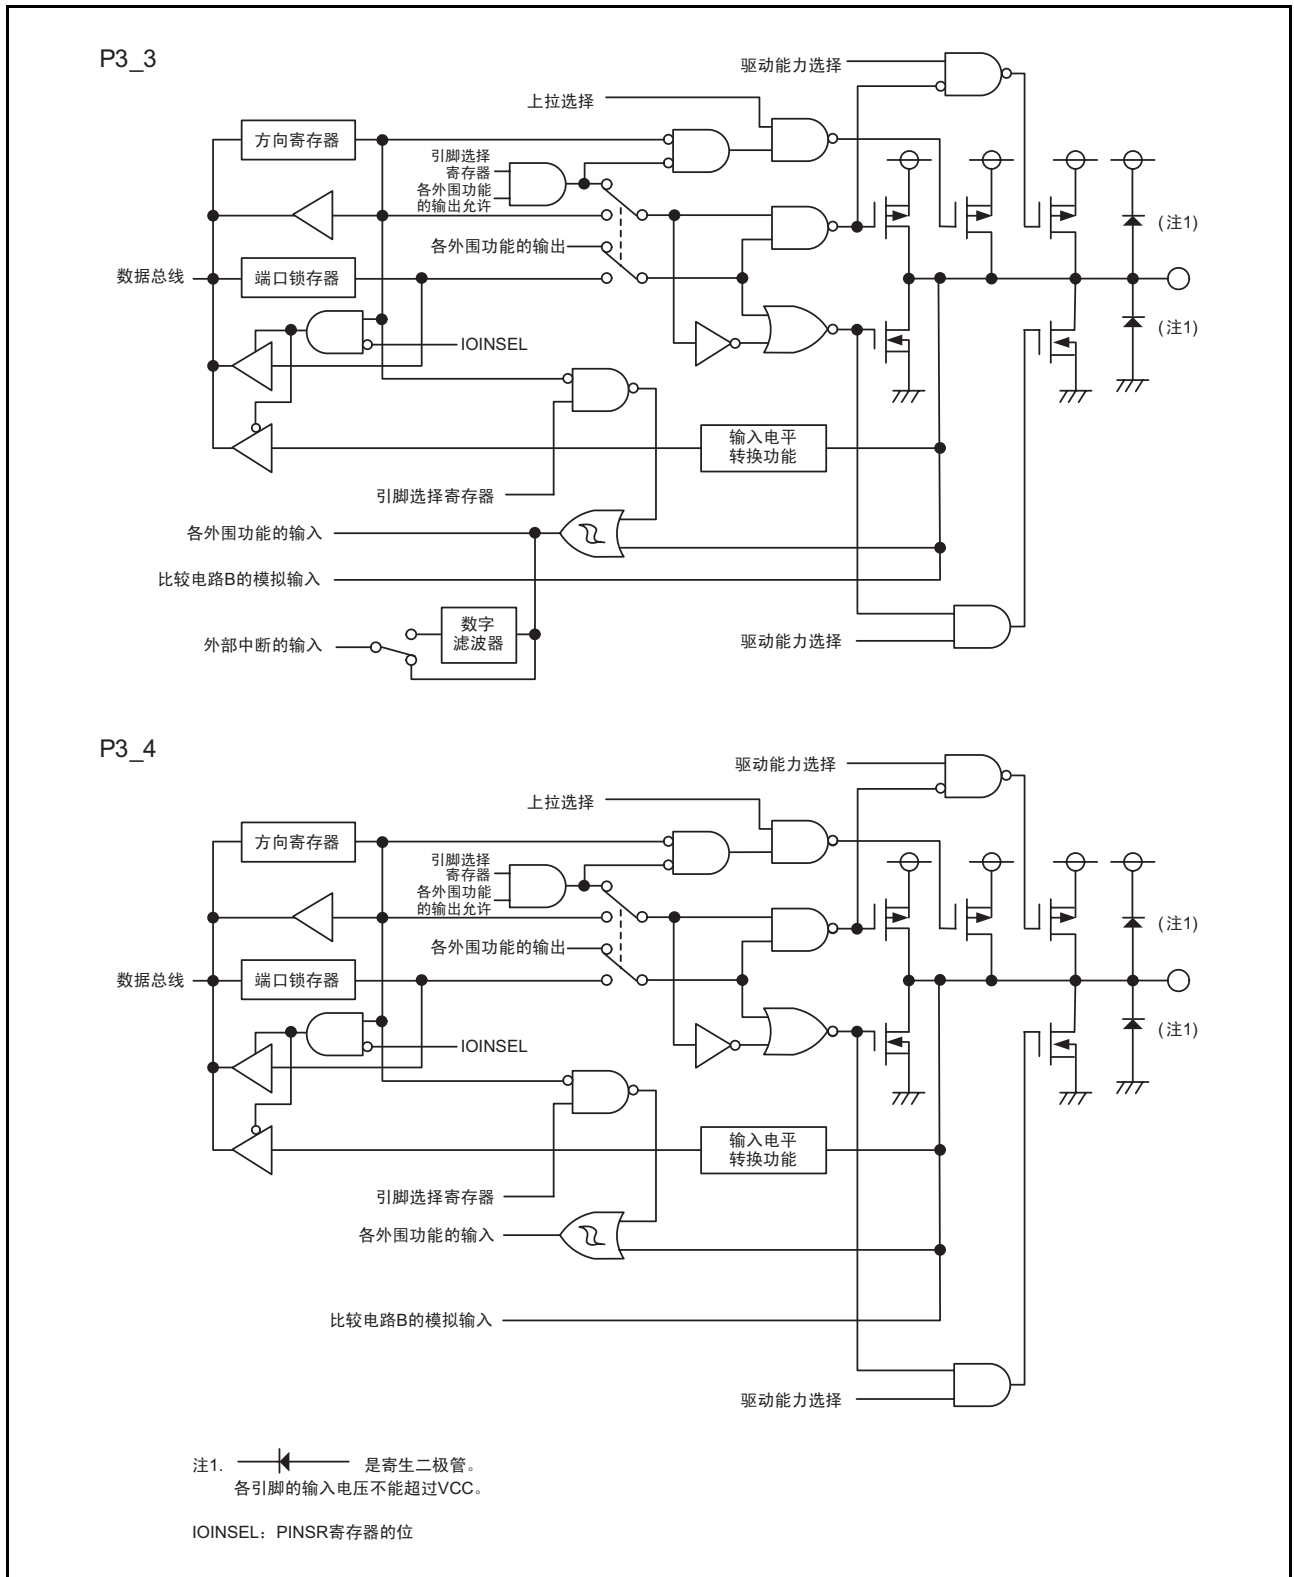 P3_3
驱动能力选择
上拉选择
方向寄存器
引脚选择
寄存器
各外围功能
的输出允许
(注1)
各外围功能的输出
数据总线
端口锁存器
(注1)
IOINSEL
输入电平
转换功能
引脚选择寄存器
各外围功能的输入
比较电路B的模拟输入
数字
滤波器
外部中断的输入
驱动能力选择
P3_4
驱动能力选择
上拉选择
方向寄存器
引脚选择
寄存器
各外围功能
的输出允许
(注1)
各外围功能的输出
数据总线
端口锁存器
(注1)
IOINSEL
输入电平
转换功能
引脚选择寄存器
各外围功能的输入
比较电路B的模拟输入
驱动能力选择
注1. 是寄生二极管。
各引脚的输入电压不能超过VCC。
IOINSEL：PINSR寄存器的位